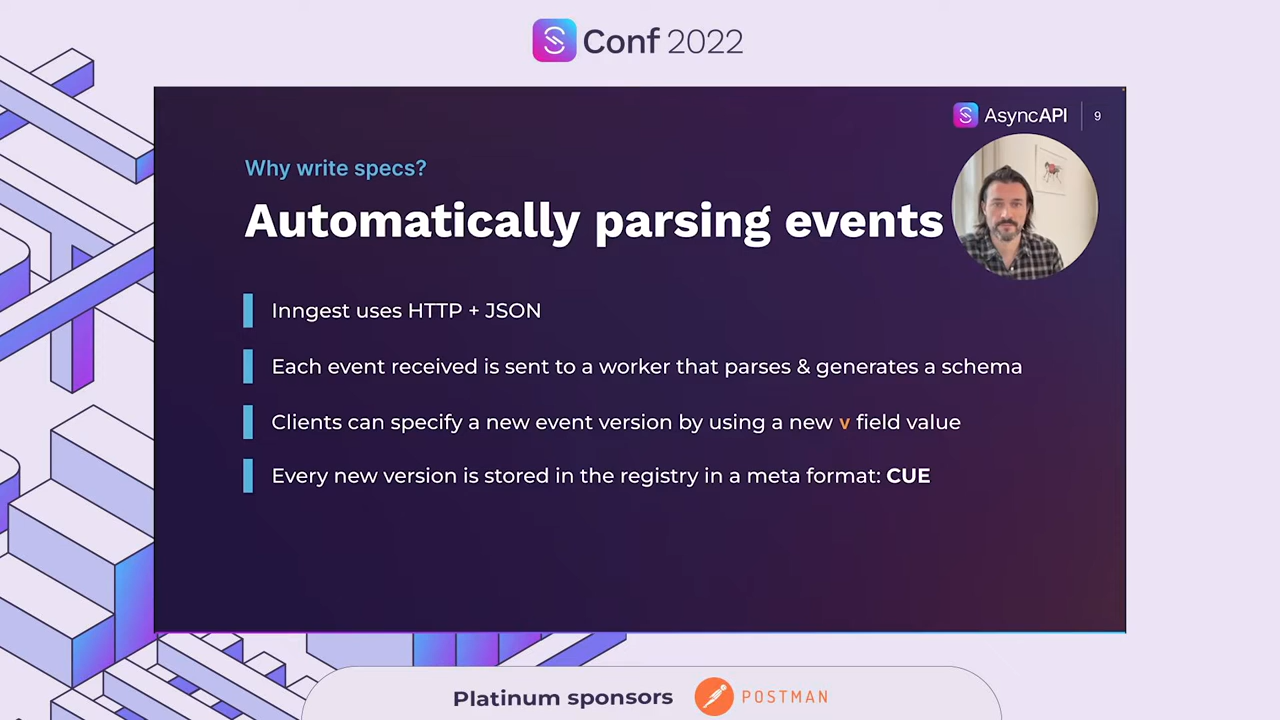 Conf 2022
AsyncAPI 9
Why write specs?
Automatically parsing events
Inngest uses HTTP + JSON
Each event received is sent to a worker that parses & generates a schema
Clients can specify a new event version by using a new v field value
Every new version is stored in the registry in a meta format: CUE
Platinum sponsors POSTMAN